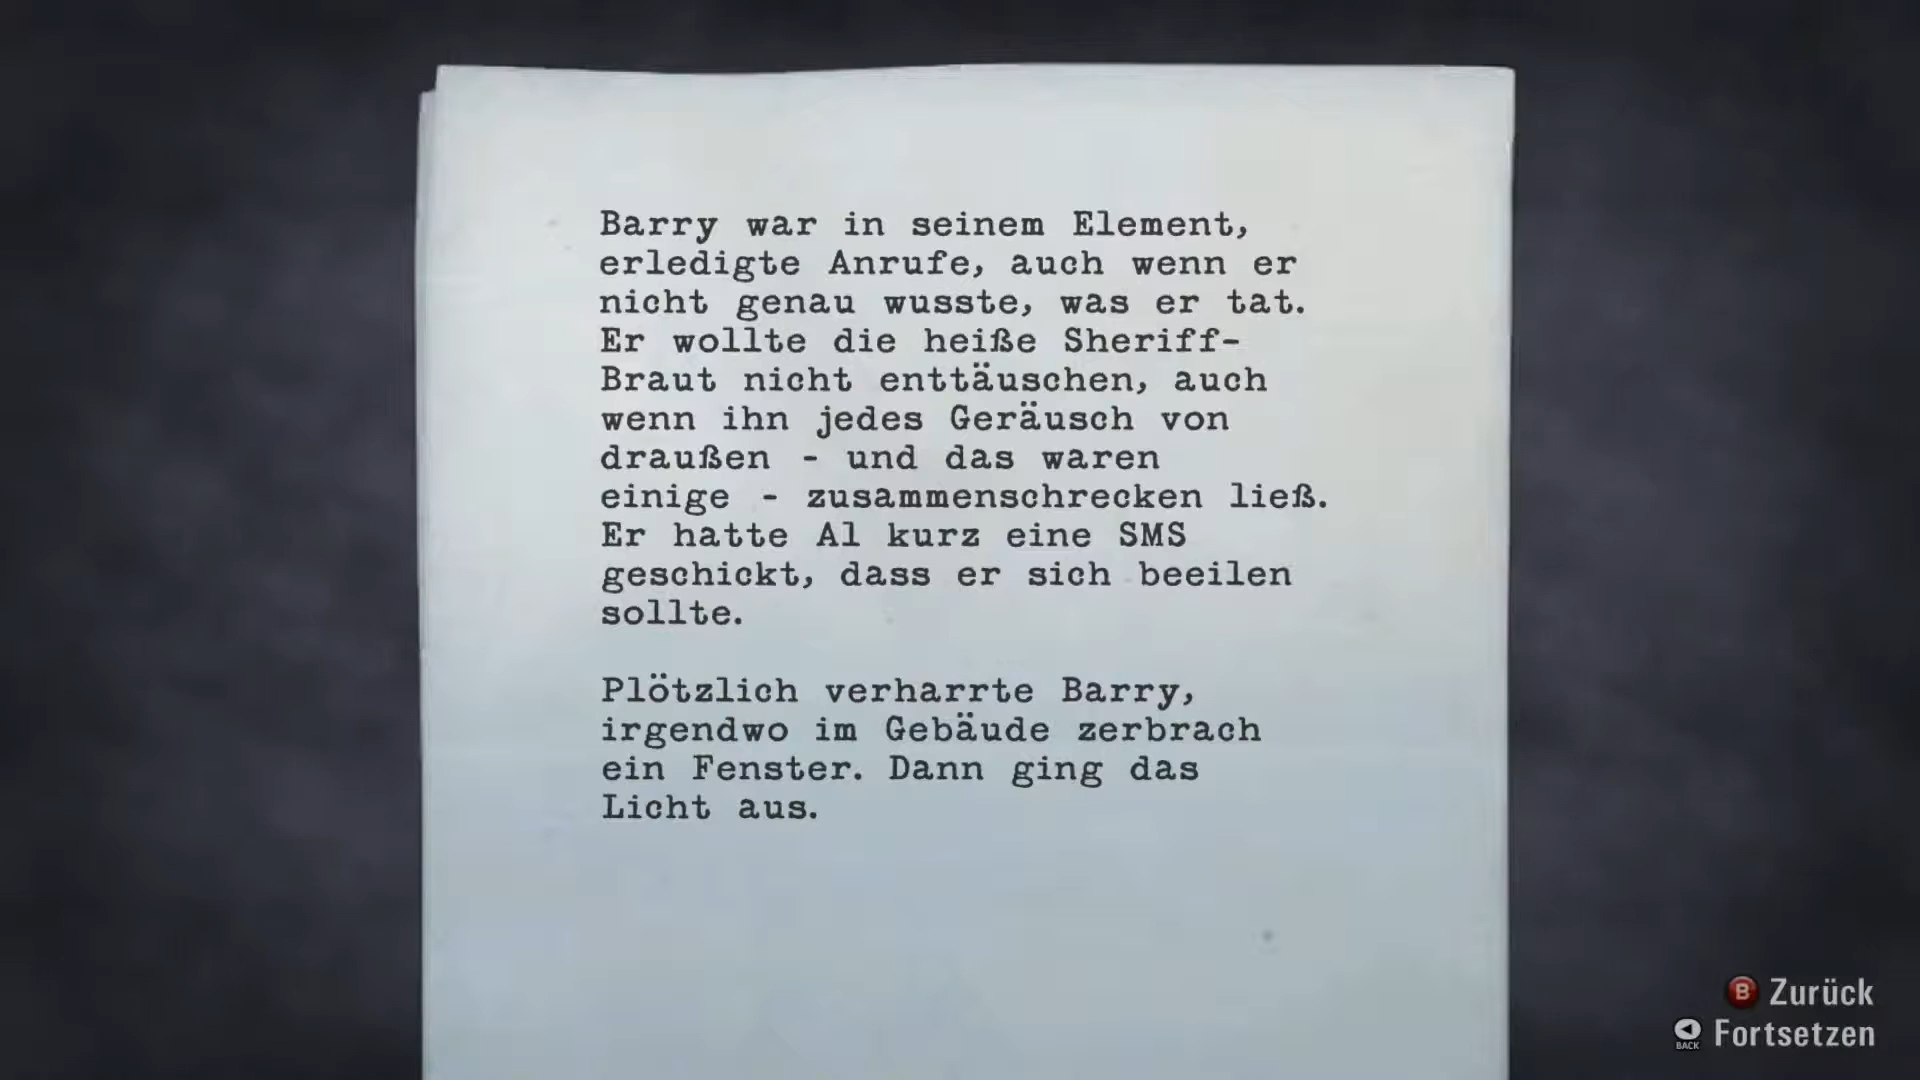 Barry war in seinem Element,
erledigte Anrufe, auch wenn er
nicht genau wusste, was er tat.
Er wollte die heiße Sheriff-
Braut nicht enttäuschen, auch
wenn ihn jedes Geräusch von
draußen - und das waren
einige - zusammenschrecken ließ.
Er hatte Al kurz eine SMS
geschickt, dass er sich beeilen
sollte.
Plötzlich verharrte Barry,
irgendwo im Gebäude zerbrach
ein Fenster. Dann ging das
Licht aus.
B Zurück
BACK Fortsetzen